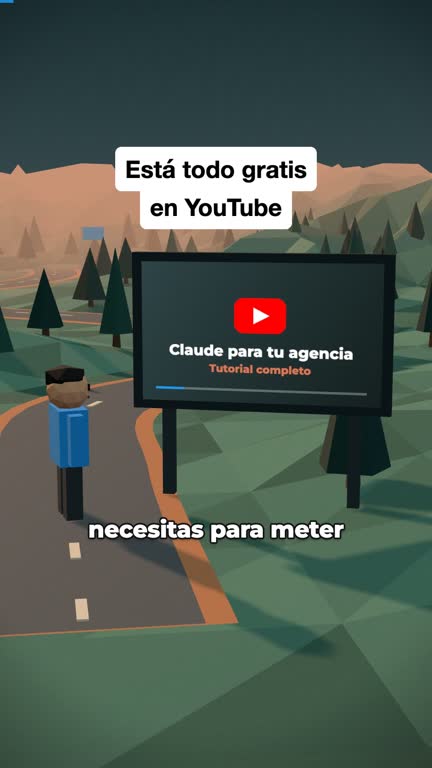 Está todo gratis
en YouTube
Claude para tu agencia
Tutorial completo
necesitas para meter